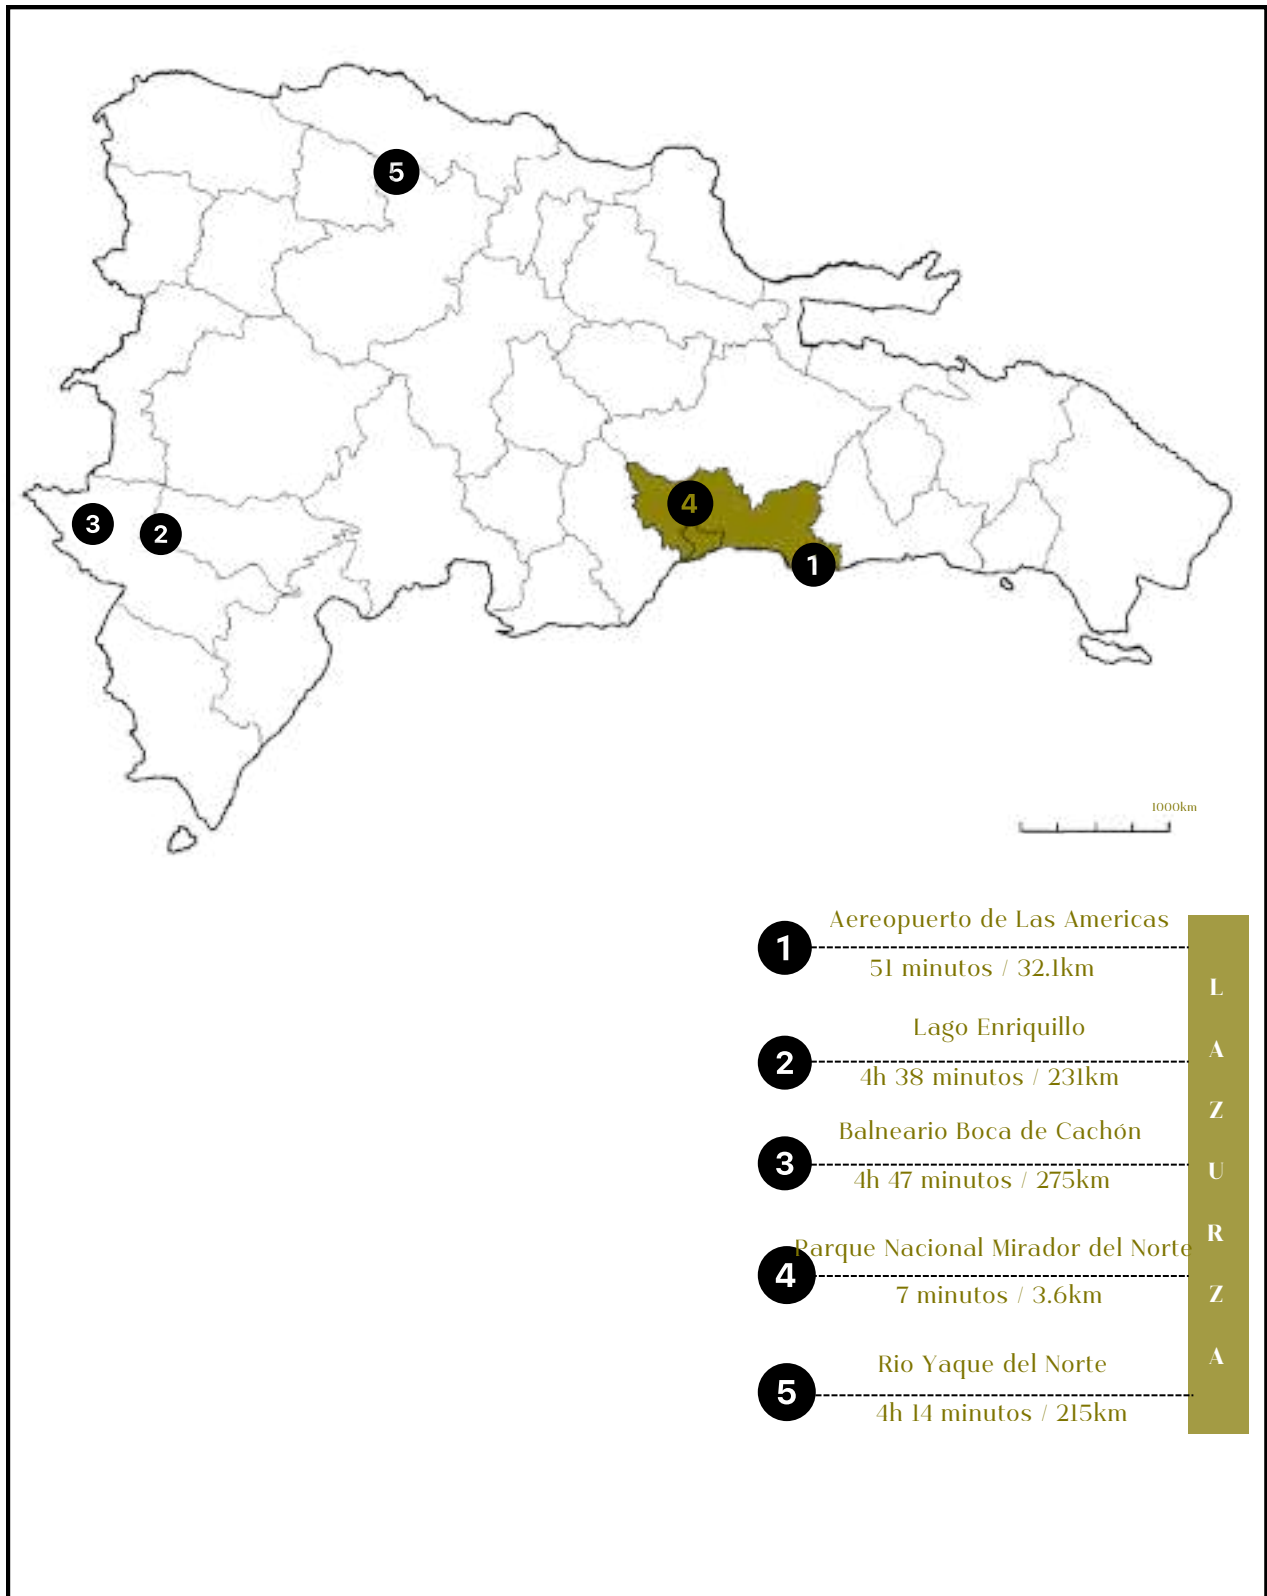 5
4
3
2
1
1000km
1
Aereopuerto de Las Americas
51 minutos / 32.1km
2
Lago Enriquillo
4h 38 minutos / 231km
3
Balneario Boca de Cachón
4h 47 minutos / 275km
4
Parque Nacional Mirador del Norte
7 minutos / 3.6km
5
Rio Yaque del Norte
4h 14 minutos / 215km
L
A
Z
U
R
Z
A